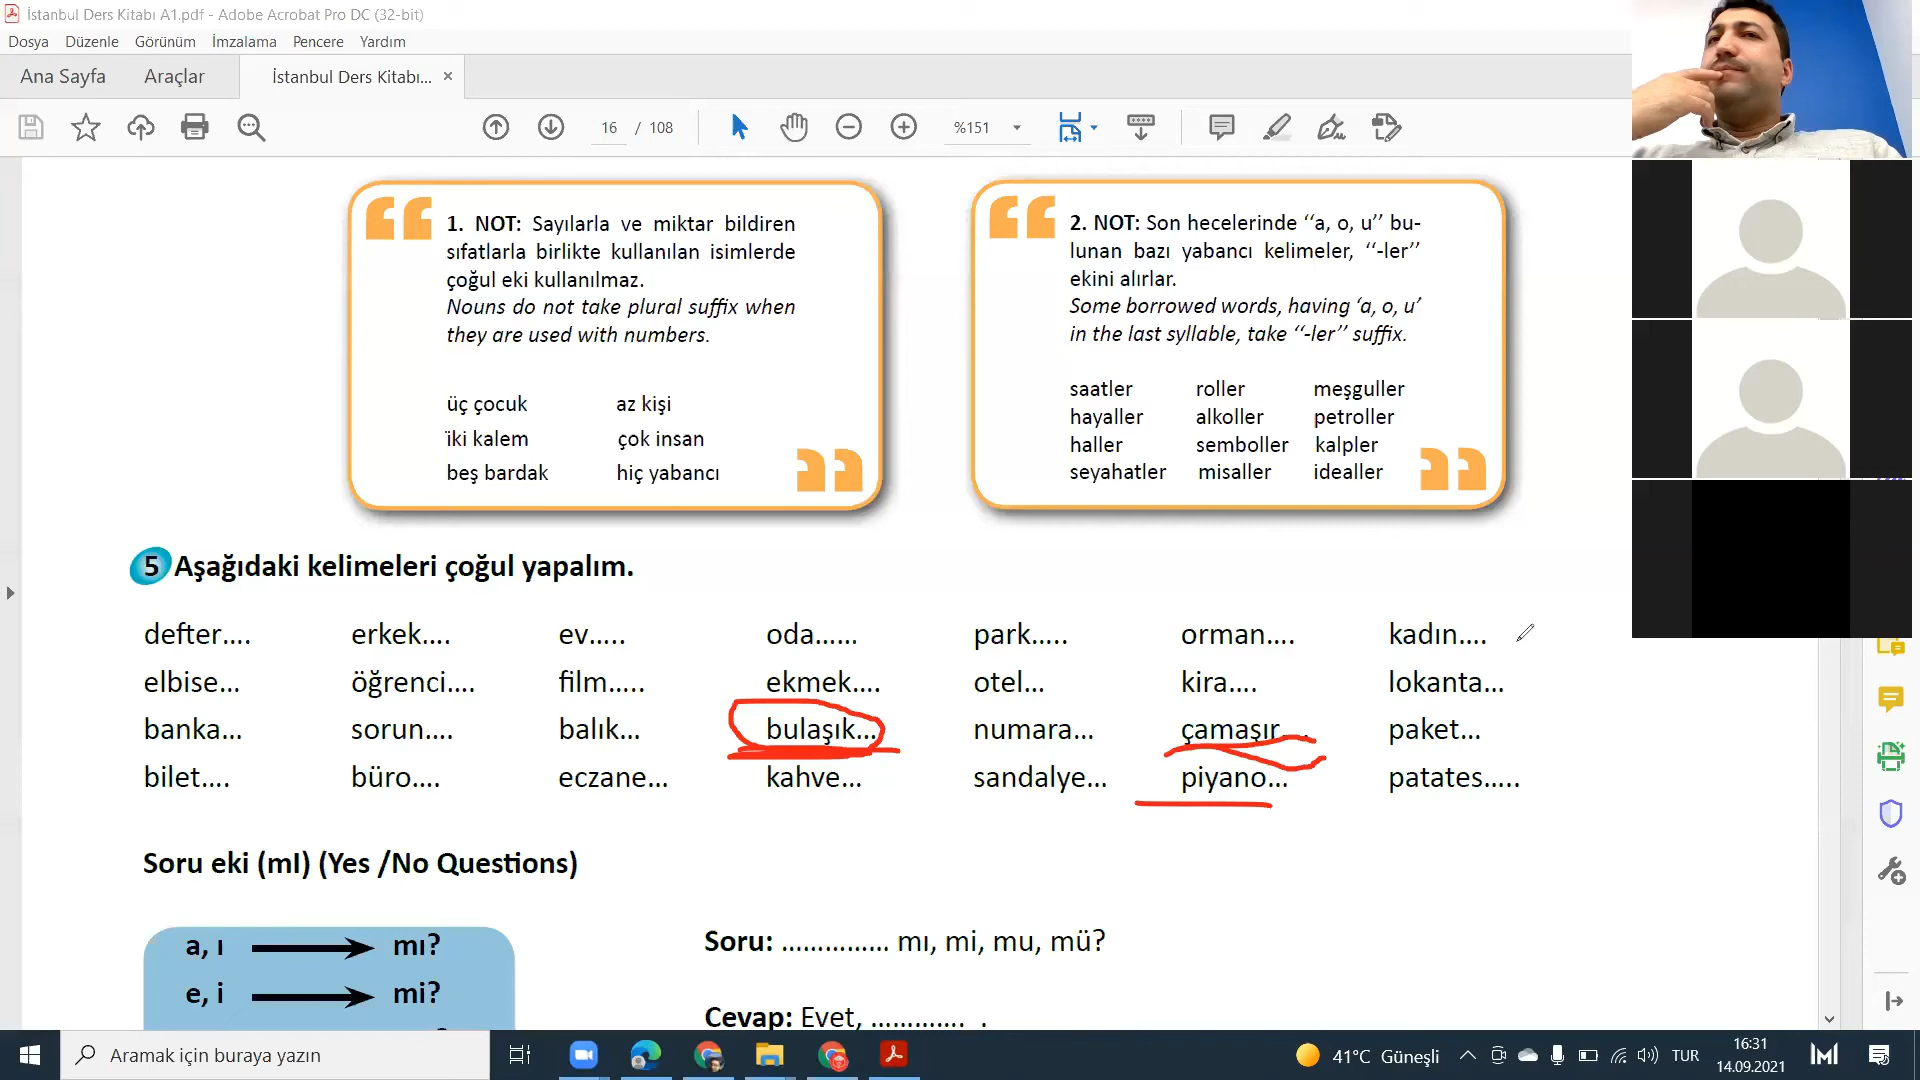 İstanbul Ders Kitabı A1.pdf - Adobe Acrobat Pro DC (32-bit)
Dosya Düzenle Görünüm İmzalama Pencere Yardım
Ana Sayfa Araçlar İstanbul Ders Kitabı... ×
16 / 108 %151
1. NOT: Sayılarla ve miktar bildiren
sıfatlarla birlikte kullanılan isimlerde
çoğul eki kullanılmaz.
Nouns do not take plural suffix when
they are used with numbers.
üç çocuk az kişi
iki kalem çok insan
beş bardak hiç yabancı
2. NOT: Son hecelerinde ‘‘a, o, u’’ bu-
lunan bazı yabancı kelimeler, ‘‘-ler’’
ekini alırlar.
Some borrowed words, having ‘a, o, u’
in the last syllable, take ‘‘-ler’’ suffix.
saatler roller meşguller
hayaller alkoller petroller
haller semboller kalpler
seyahatler misaller idealler
5 Aşağıdaki kelimeleri çoğul yapalım.
defter.... erkek.... ev..... oda...... park..... orman.... kadın....
elbise... öğrenci.... film..... ekmek.... otel... kira.... lokanta...
banka... sorun.... balık... bulaşık... numara... çamaşır... paket...
bilet.... büro.... eczane... kahve... sandalye... piyano... patates.....
Soru eki (mI) (Yes /No Questions)
a, ı mı?
e, i mi?
Soru: ............... mı, mi, mu, mü?
Cevap: Evet, ............. .
Aramak için buraya yazın
41°C Güneşli TUR 16:31
14.09.2021